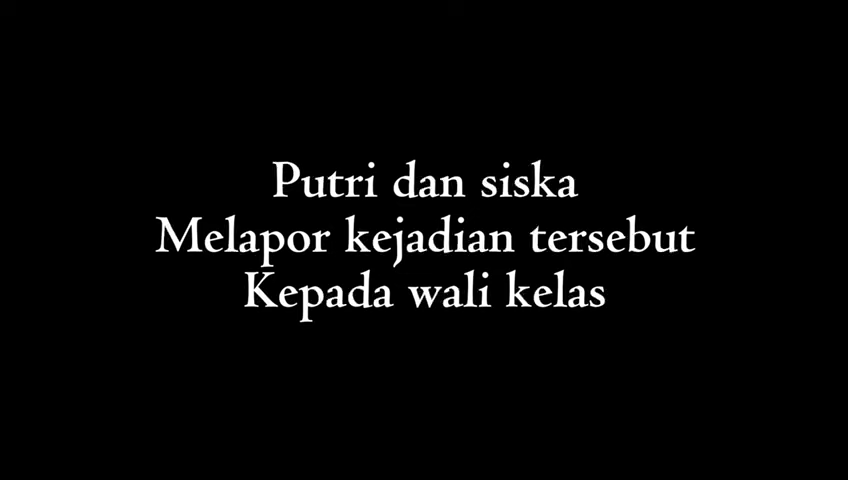 Putri dan siska
Melapor kejadian tersebut
Kepada wali kelas